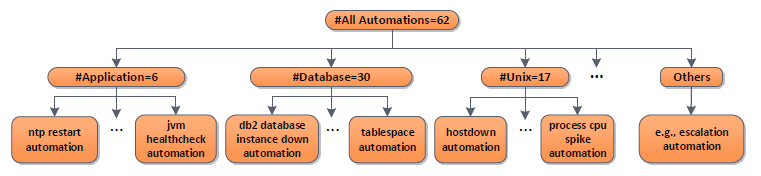 #All Automations=62
#Application=6
#Database=30
#Unix=17
...
Others
ntp restart
automation
...
jvm
healthcheck
automation
db2 database
instance down
automation
...
tablespace
automation
hostdown
automation
...
process cpu
spike
automation
e.g., escalation
automation